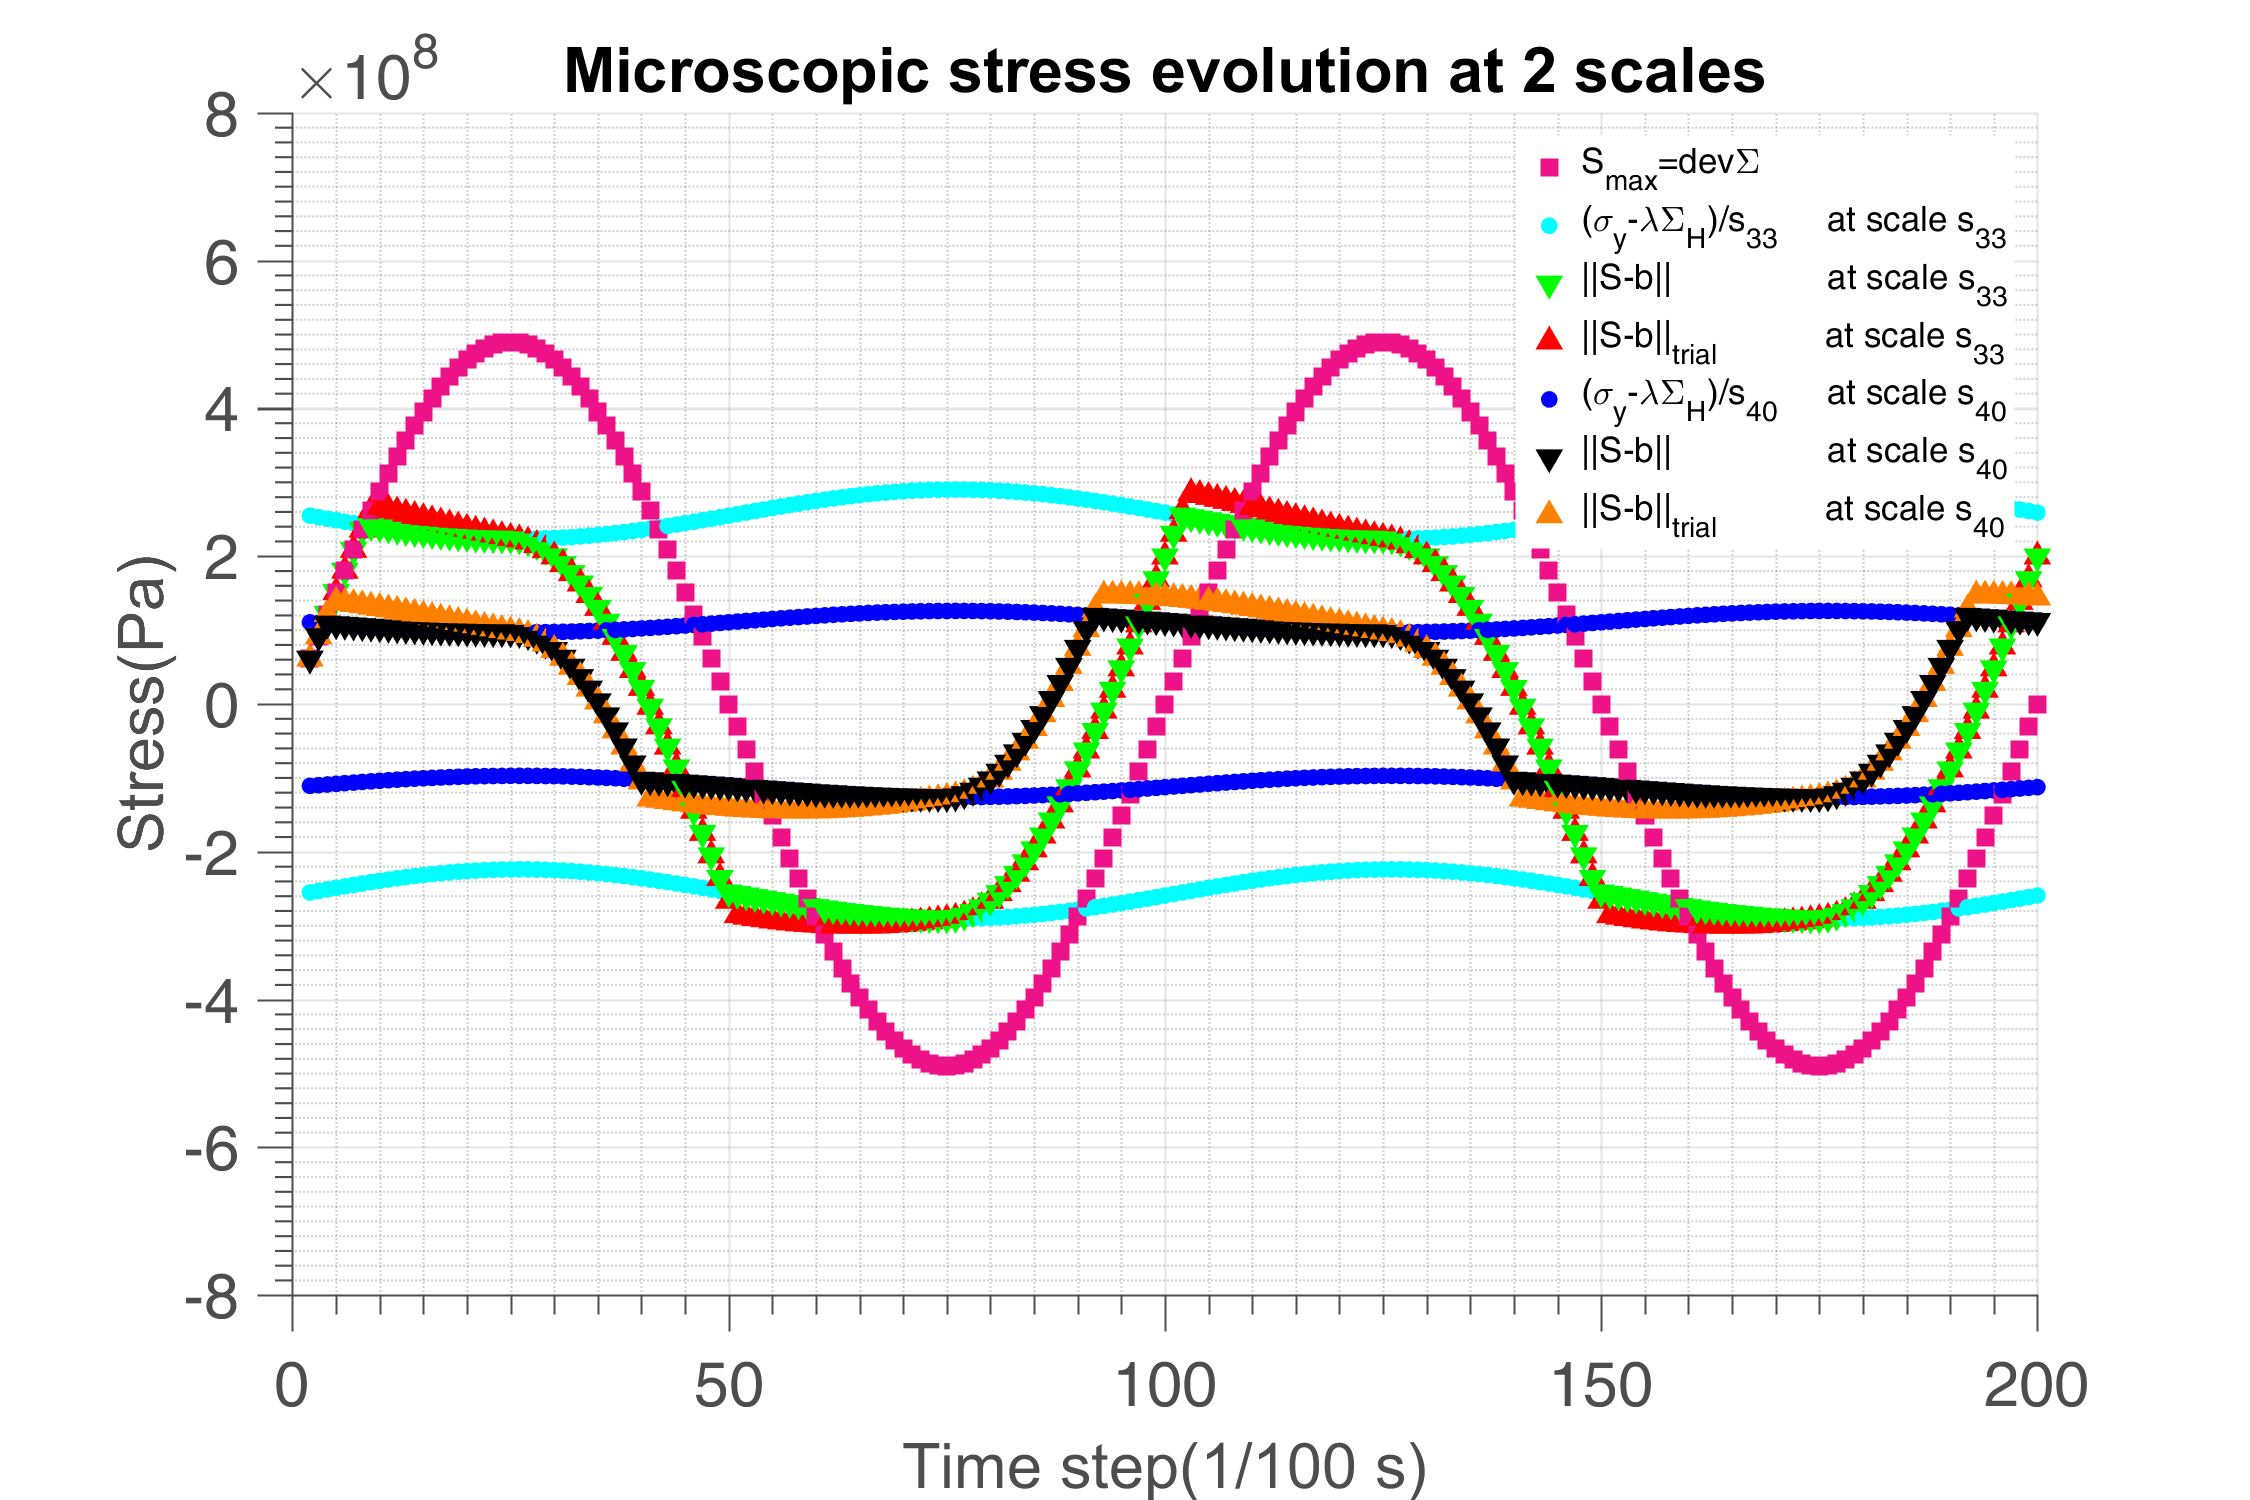 Microscopic stress evolution at 2 scales
×10^8
8
6
4
2
0
-2
-4
-6
-8
Stress(Pa)
S_max=devΣ
(σ_y-λΣ_H)/s_33 at scale s_33
||S-b|| at scale s_33
||S-b||_trial at scale s_33
(σ_y-λΣ_H)/s_40 at scale s_40
||S-b|| at scale s_40
||S-b||_trial at scale s_40
0 50 100 150 200
Time step(1/100 s)